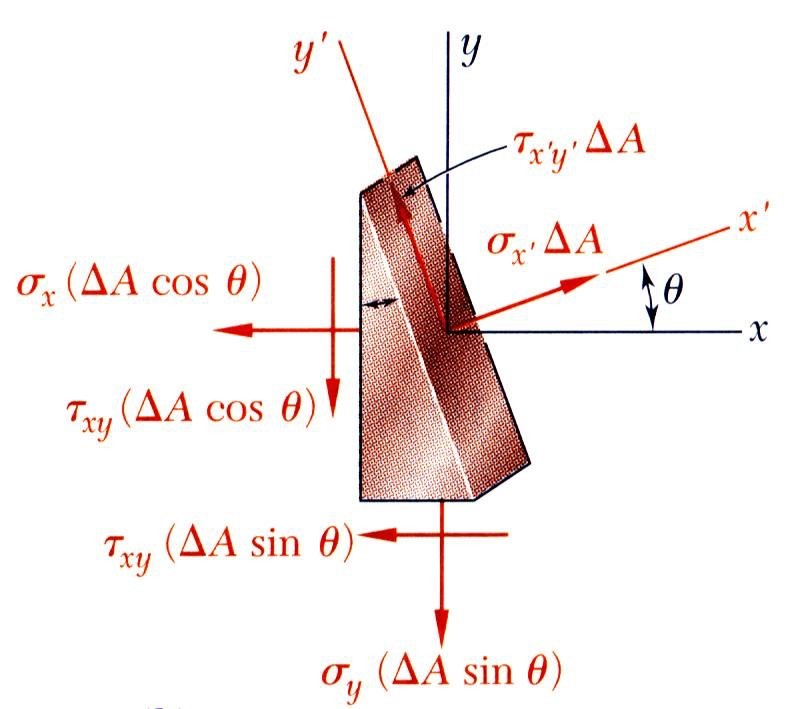 y′
y
τx′y′ ΔA
x′
σx′ ΔA
σx (ΔA cos θ)
θ
x
τxy (ΔA cos θ)
τxy (ΔA sin θ)
σy (ΔA sin θ)